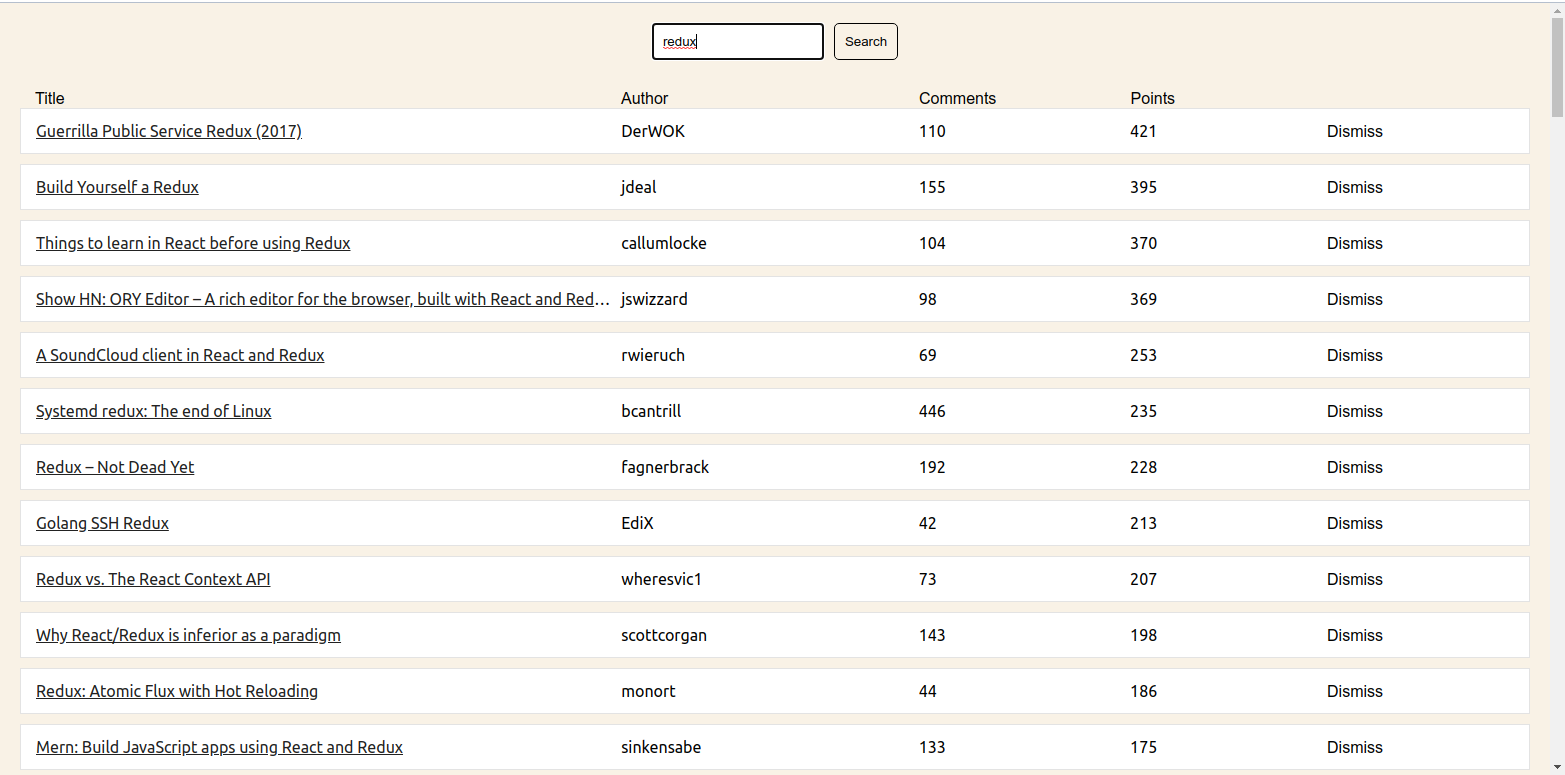 redux Search
Title Author Comments Points
Guerrilla Public Service Redux (2017) DerWOK 110 421 Dismiss
Build Yourself a Redux jdeal 155 395 Dismiss
Things to learn in React before using Redux callumlocke 104 370 Dismiss
Show HN: ORY Editor – A rich editor for the browser, built with React and Red... jswizzard 98 369 Dismiss
A SoundCloud client in React and Redux rwieruch 69 253 Dismiss
Systemd redux: The end of Linux bcantrill 446 235 Dismiss
Redux – Not Dead Yet fagnerbrack 192 228 Dismiss
Golang SSH Redux EdiX 42 213 Dismiss
Redux vs. The React Context API wheresvic1 73 207 Dismiss
Why React/Redux is inferior as a paradigm scottcorgan 143 198 Dismiss
Redux: Atomic Flux with Hot Reloading monort 44 186 Dismiss
Mern: Build JavaScript apps using React and Redux sinkensabe 133 175 Dismiss